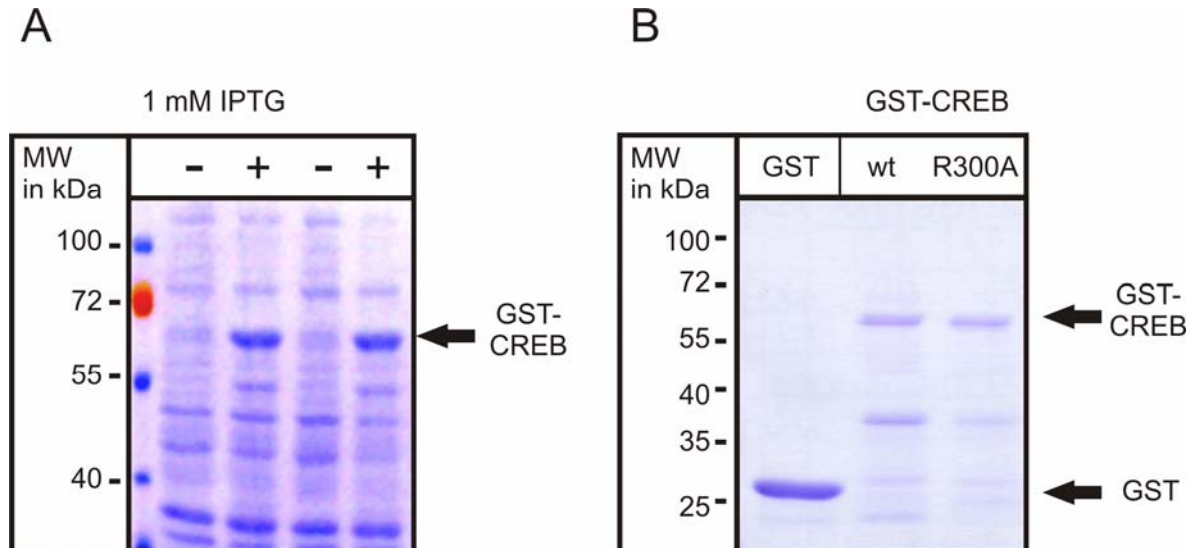 A
1 mM IPTG
MW
in kDa
- + - +
100 -
72 -
55 -
40 -
GST-
CREB
B
GST-CREB
MW
in kDa
GST wt R300A
100 -
72 -
55 -
40 -
35 -
25 -
GST-
CREB
GST